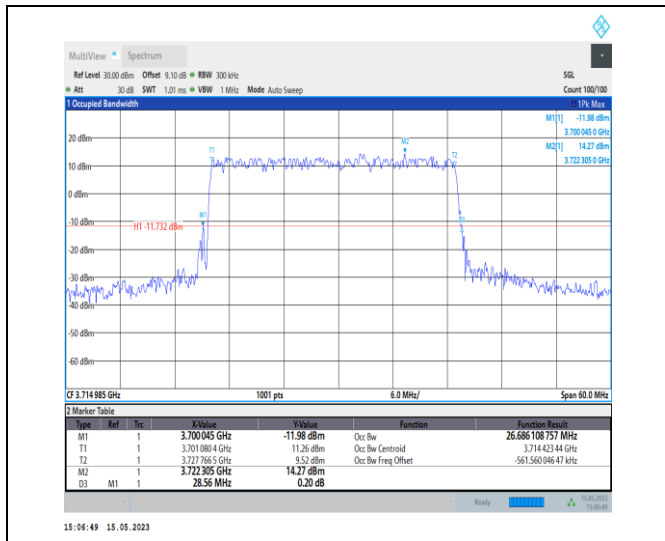 MultiView Spectrum
Ref Level 30.00 dBm Offset 9.10 dB RBW 300 kHz SGL
Att 30 dB SWT 1.01 ms VBW 1 MHz Mode Auto Sweep Count 100/100
1 Occupied Bandwidth 1Pk Max
M1[1] -11.98 dBm
3.700 045 0 GHz
M2[1] 14.27 dBm
3.722 305 0 GHz
20 dBm
M2
T1
T2
10 dBm
0 dBm
-10 dBm
M1
H1 -11.732 dBm
-20 dBm
-30 dBm
-40 dBm
-50 dBm
-60 dBm
CF 3.714 985 GHz 1001 pts 6.0 MHz/ Span 60.0 MHz
2 Marker Table
Type Ref Trc X-Value Y-Value Function Function Result
M1 1 3.700045 GHz -11.98 dBm Occ Bw 26.686 108 757 MHz
T1 1 3.701 080 4 GHz 11.26 dBm Occ Bw Centroid 3.714 423 44 GHz
T2 1 3.727 766 5 GHz 9.52 dBm Occ Bw Freq Offset -561.560 046 47 kHz
M2 1 3.722305 GHz 14.27 dBm
D3 M1 1 28.56 MHz 0.20 dB
Ready 15.05.2023
15:06:49
15:06:49 15.05.2023